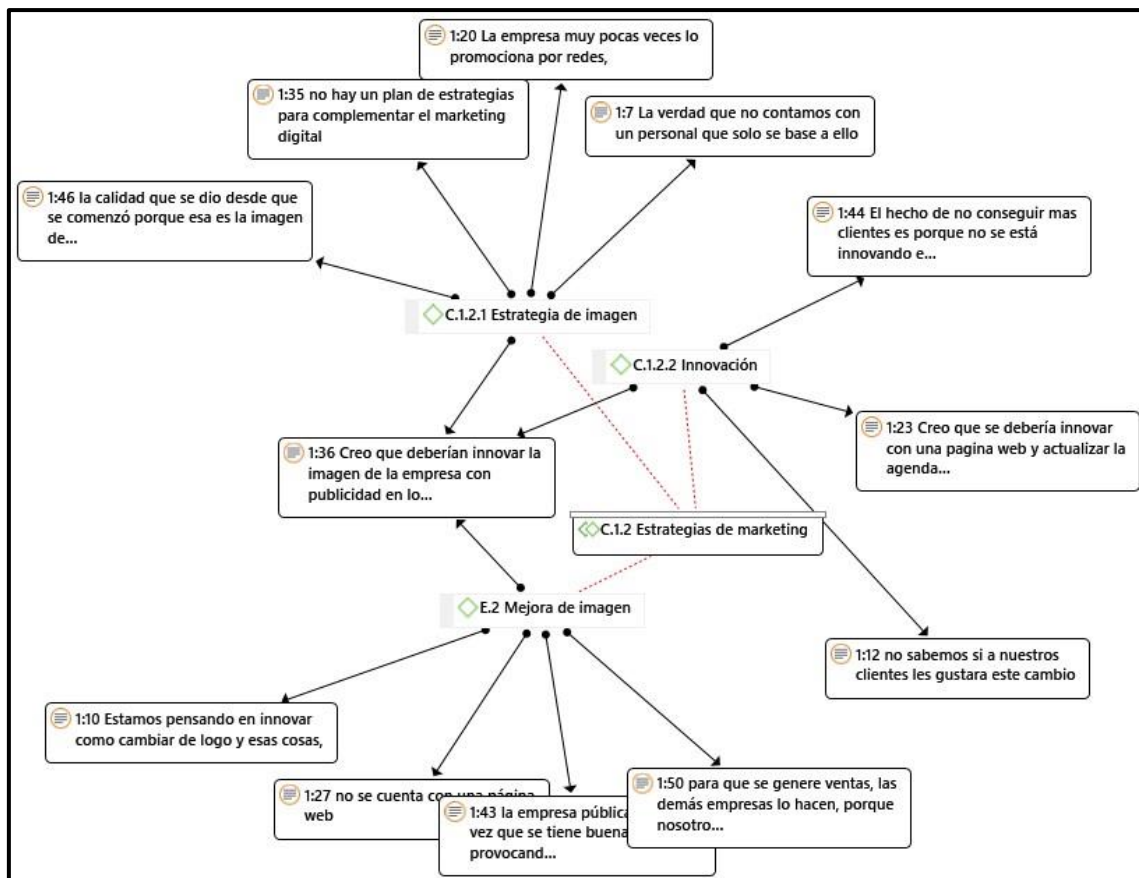 1:20 La empresa muy pocas veces lo
promociona por redes,
1:35 no hay un plan de estrategias
para complementar el marketing
digital
1:7 La verdad que no contamos con
un personal que solo se base a ello
1:46 la calidad que se dio desde que
se comenzó porque esa es la imagen
de...
1:44 El hecho de no conseguir mas
clientes es porque no se está
innovando e...
C.1.2.1 Estrategia de imagen
C.1.2.2 Innovación
1:23 Creo que se debería innovar
con una pagina web y actualizar la
agenda...
1:36 Creo que deberían innovar la
imagen de la empresa con
publicidad en lo...
C.1.2 Estrategias de marketing
E.2 Mejora de imagen
1:12 no sabemos si a nuestros
clientes les gustara este cambio
1:10 Estamos pensando en innovar
como cambiar de logo y esas cosas,
1:27 no se cuenta con una página
web
1:43 la empresa pública
vez que se tiene buena
provocand...
1:50 para que se genere ventas, las
demás empresas lo hacen, porque
nosotro...